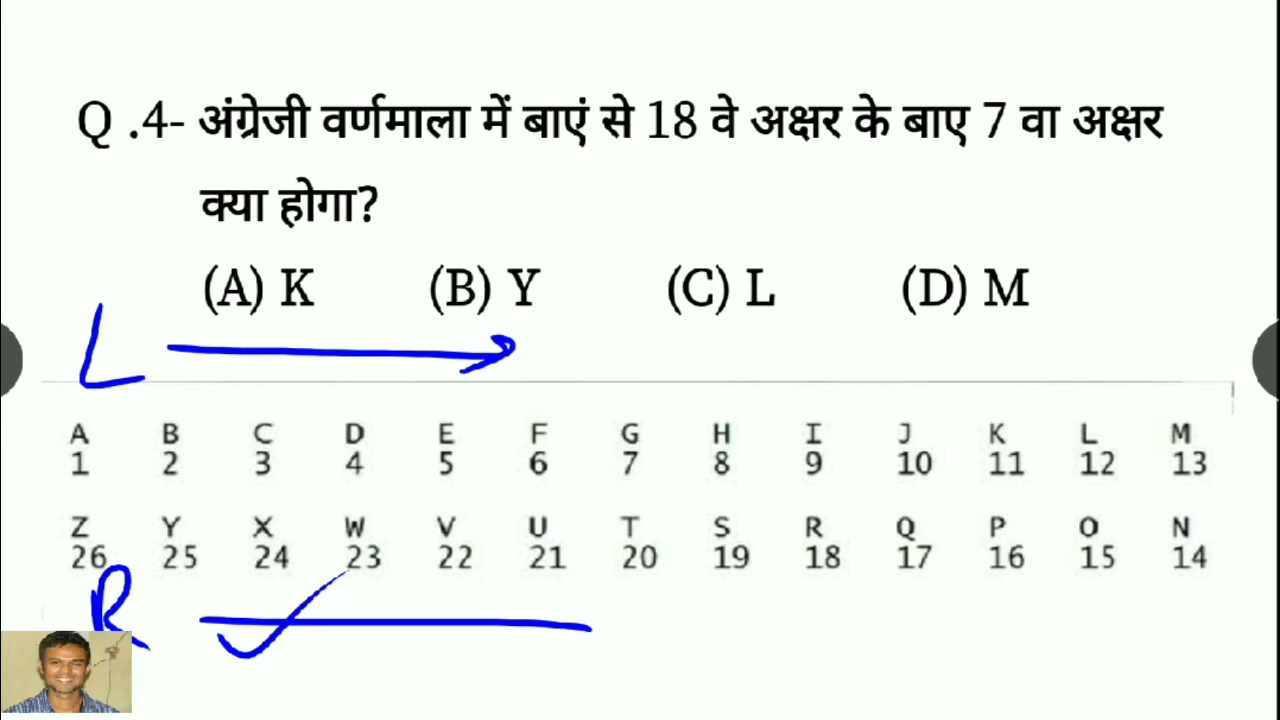 Q .4- अंग्रेजी वर्णमाला में बाएं से 18 वे अक्षर के बाए 7 वा अक्षर
क्या होगा?
(A) K (B) Y (C) L (D) M
L
A B C D E F G H I J K L M
1 2 3 4 5 6 7 8 9 10 11 12 13
Z Y X W V U T S R Q P O N
26 25 24 23 22 21 20 19 18 17 16 15 14
R